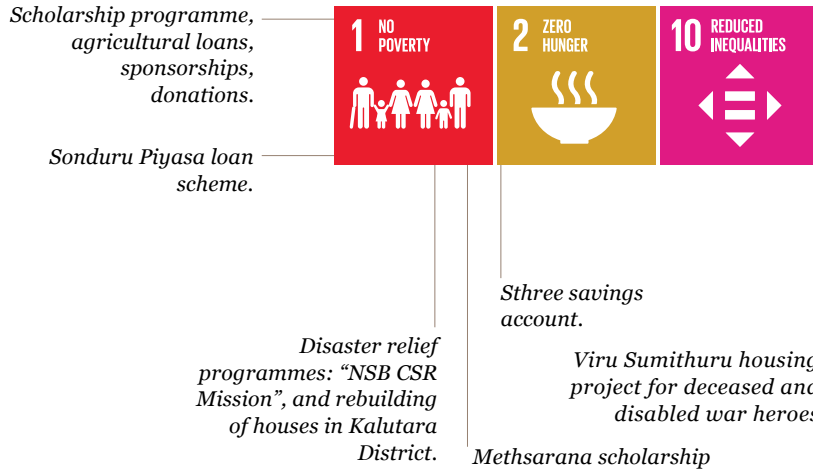 Scholarship programme,
agricultural loans,
sponsorships,
donations.
1 NO
POVERTY
2 ZERO
HUNGER
10 REDUCED
INEQUALITIES
Sonduru Piyasa loan
scheme.
Sthree savings
account.
Disaster relief
programmes: “NSB CSR
Mission”, and rebuilding
of houses in Kalutara
District.
Viru Sumithuru housing
project for deceased and
disabled war heroes
Methsarana scholarship